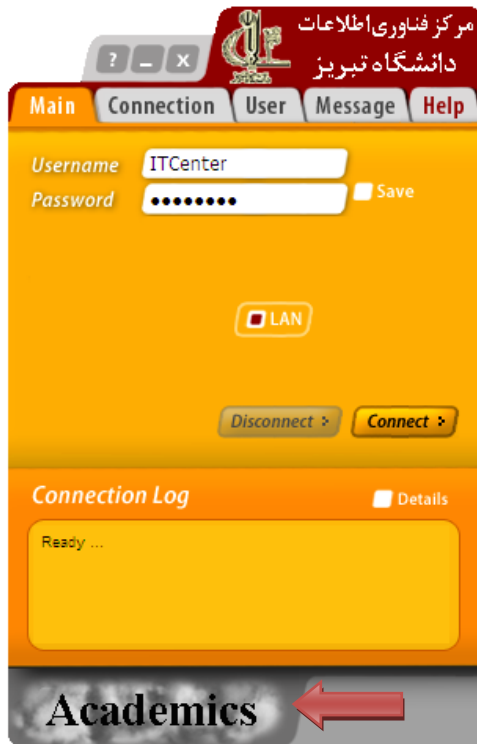 مرکز فناوری اطلاعات
دانشگاه تبریز
? _ X
Main Connection User Message Help
Username ITCenter
Password ••••••••
Save
LAN
Disconnect Connect
Connection Log Details
Ready ...
Academics